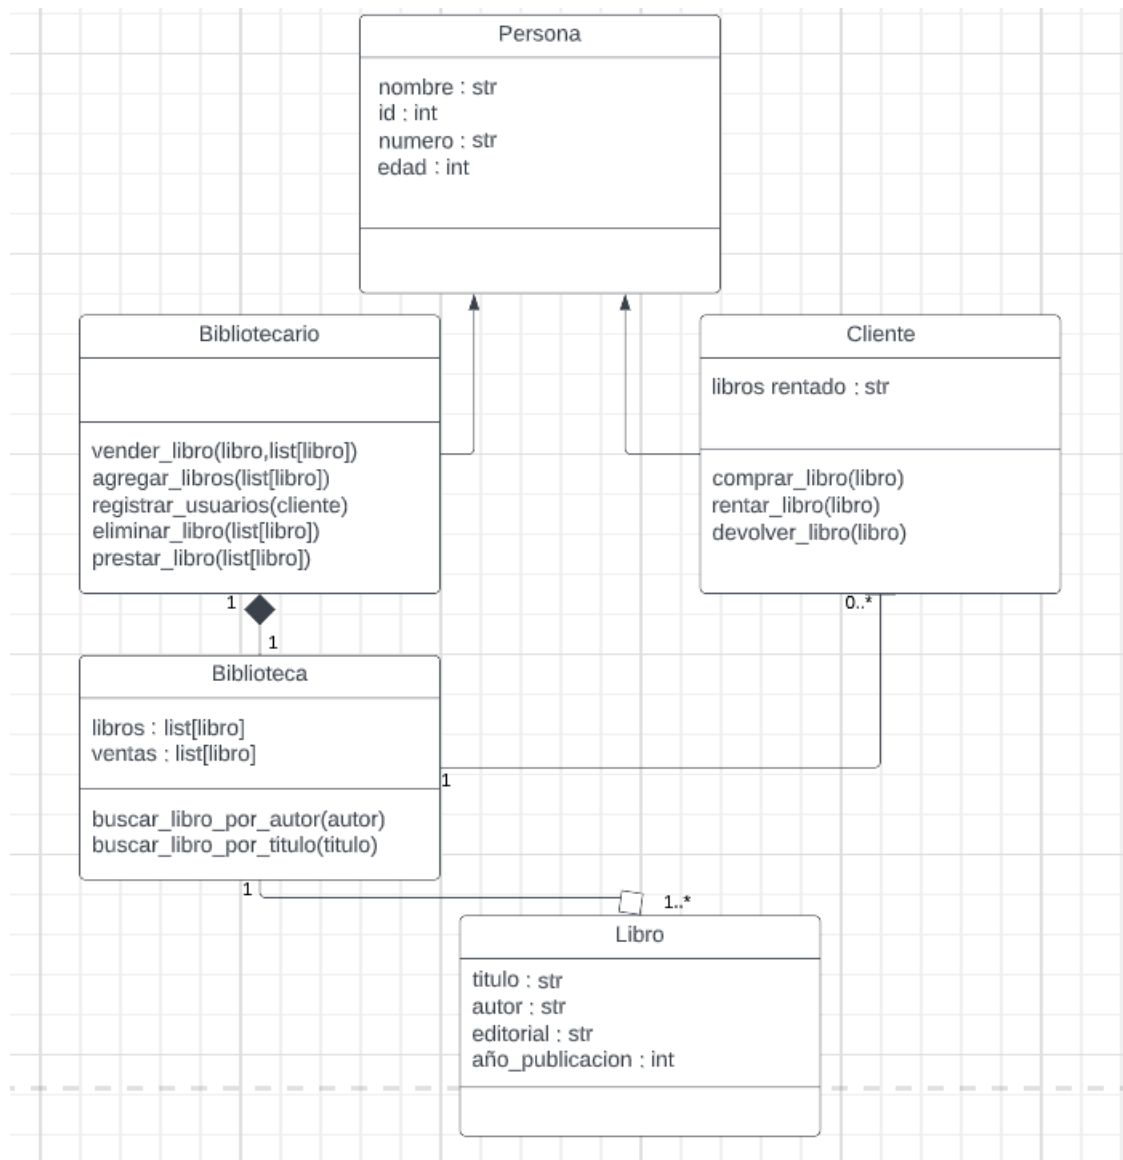 Persona
nombre : str
id : int
numero : str
edad : int
Bibliotecario
vender_libro(libro,list[libro])
agregar_libros(list[libro])
registrar_usuarios(cliente)
eliminar_libro(list[libro])
prestar_libro(list[libro])
Cliente
libros rentado : str
comprar_libro(libro)
rentar_libro(libro)
devolver_libro(libro)
1
0..*
1
Biblioteca
libros : list[libro]
ventas : list[libro]
1
buscar_libro_por_autor(autor)
buscar_libro_por_titulo(titulo)
1
1..*
Libro
titulo : str
autor : str
editorial : str
año_publicacion : int